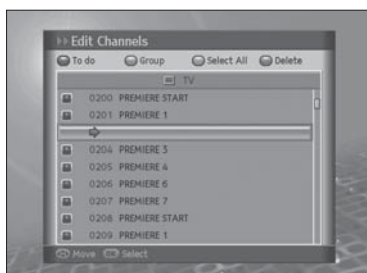 Edit Channels
To do Group Select All Delete
TV
0200 PREMIERE START
0201 PREMIERE 1
0204 PREMIERE 3
0205 PREMIERE 4
0206 PREMIERE 6
0207 PREMIERE 7
0208 PREMIERE START
0209 PREMIERE 1
Move Select